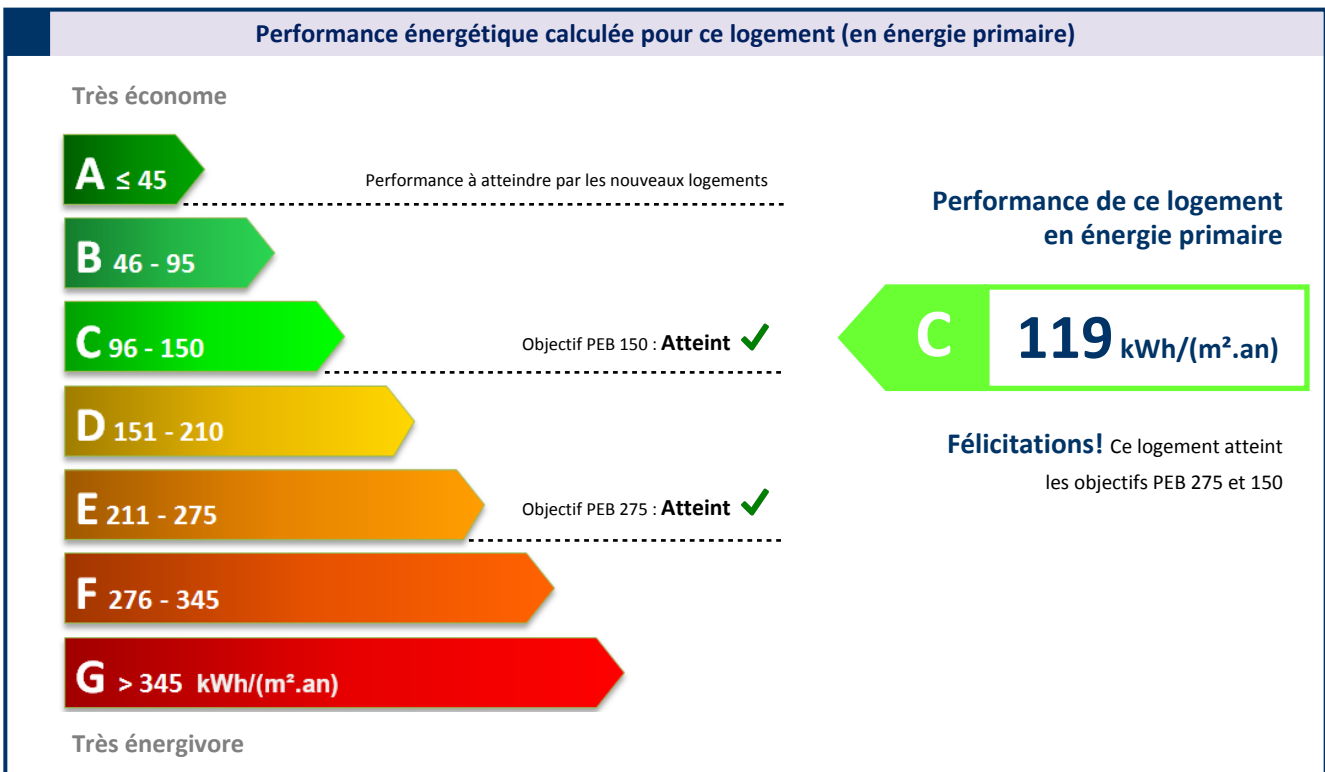 Performance énergétique calculée pour ce logement (en énergie primaire)
Très économe
A ≤ 45
Performance à atteindre par les nouveaux logements
B 46 - 95
C 96 - 150
Objectif PEB 150 : Atteint ✓
D 151 - 210
E 211 - 275
Objectif PEB 275 : Atteint ✓
F 276 - 345
G > 345 kWh/(m².an)
Très énergivore
Performance de ce logement
en énergie primaire
C 119 kWh/(m².an)
Félicitations! Ce logement atteint
les objectifs PEB 275 et 150